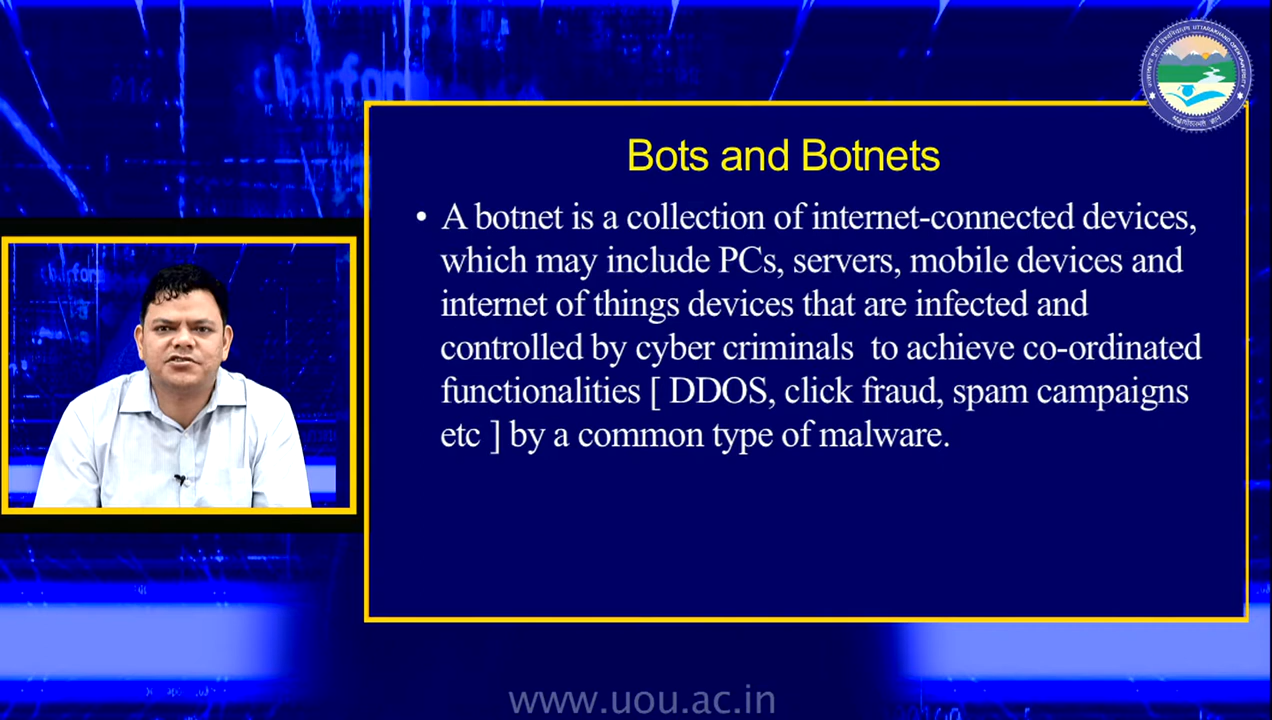 Bots and Botnets
• A botnet is a collection of internet-connected devices,
which may include PCs, servers, mobile devices and
internet of things devices that are infected and
controlled by cyber criminals to achieve co-ordinated
functionalities [ DDOS, click fraud, spam campaigns
etc ] by a common type of malware.
www.uou.ac.in